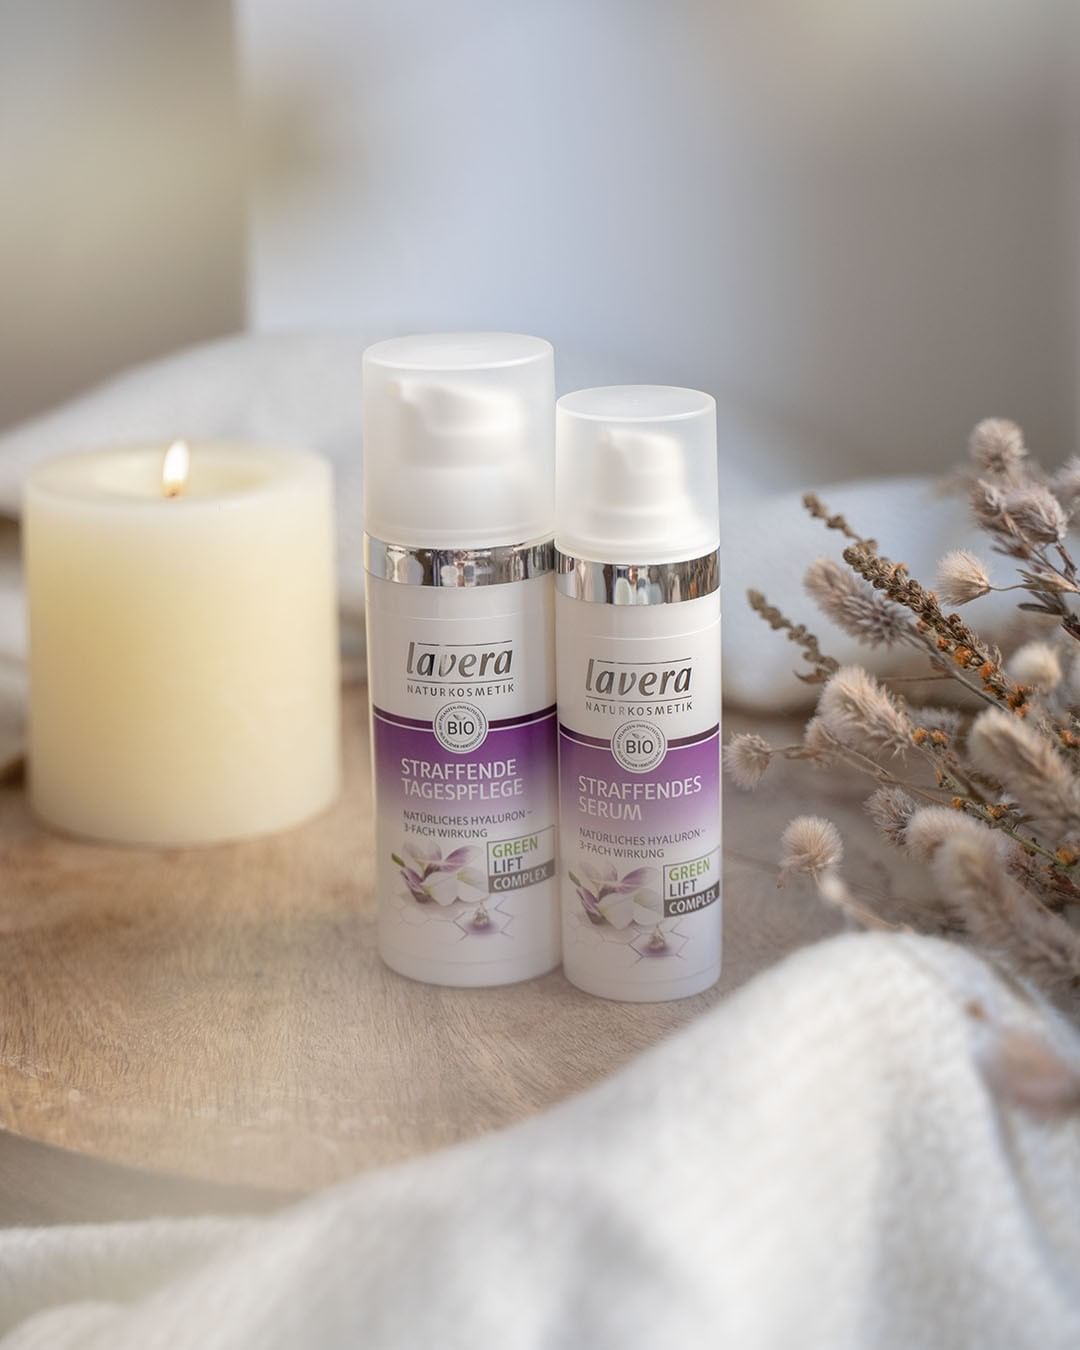 lavera
NATURKOSMETIK
BIO
STRAFFENDE
TAGESPFLEGE
NATÜRLICHES HYALURON –
3-FACH WIRKUNG
GREEN
LIFT
COMPLEX
lavera
NATURKOSMETIK
BIO
STRAFFENDES
SERUM
NATÜRLICHES HYALURON –
3-FACH WIRKUNG
GREEN
LIFT
COMPLEX